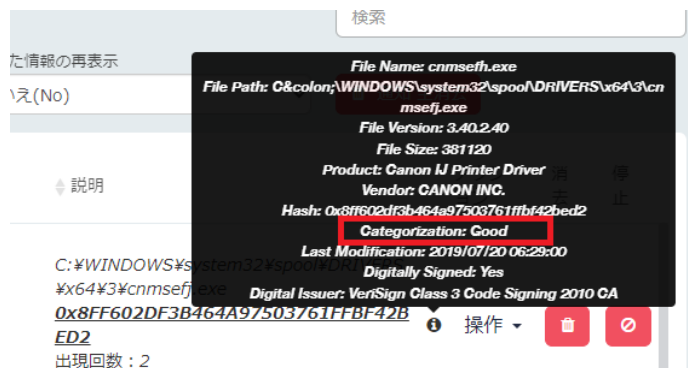 検索
た情報の再表示
いえ(No)
File Name: cnmsefh.exe
File Path: C&colon;\WINDOWS\system32\spool\DRIVERS\x64\3\cn
msefj.exe
File Version: 3.40.2.40
File Size: 381120
Product: Canon IJ Printer Driver
Vendor: CANON INC.
Hash: 0x8ff602df3b464a97503761ffbf42bed2
Categorization: Good
Last Modification: 2019/07/20 06:29:00
Digitally Signed: Yes
Digital Issuer: VeriSign Class 3 Code Signing 2010 CA
説明
消去
停止
C:¥WINDOWS¥system32¥spool¥DRIVERS
¥x64¥3¥cnmsefj.exe
0x8FF602DF3B464A97503761FFBF42B
ED2
出現回数:2
操作